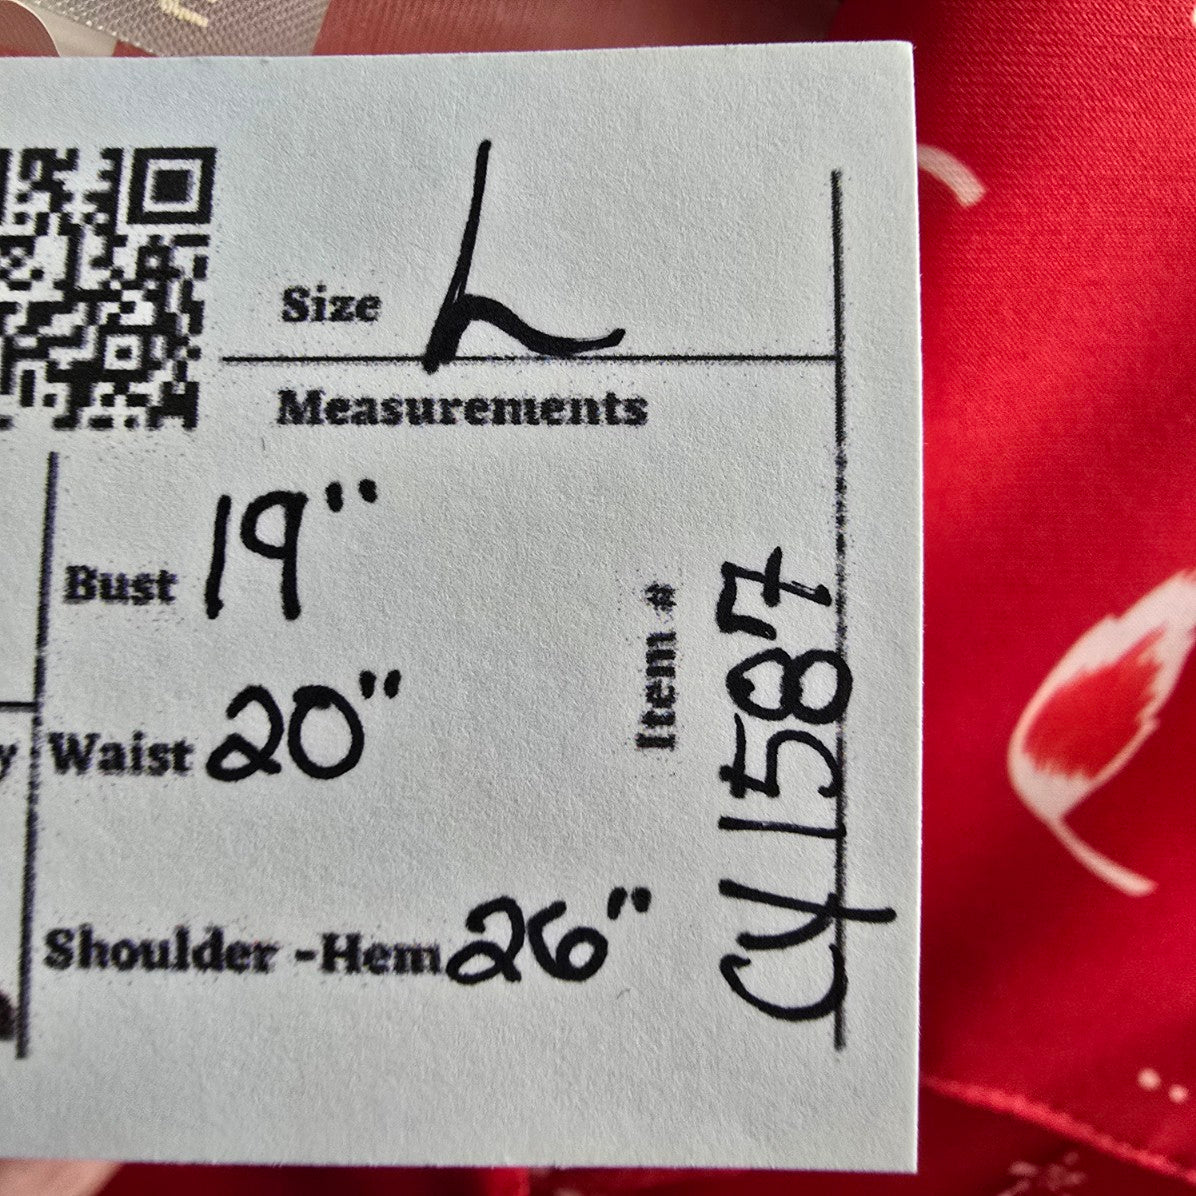 Size L
Measurements
Bust 19"
Waist 20"
Shoulder -Hem 26"
Item #
CY1587